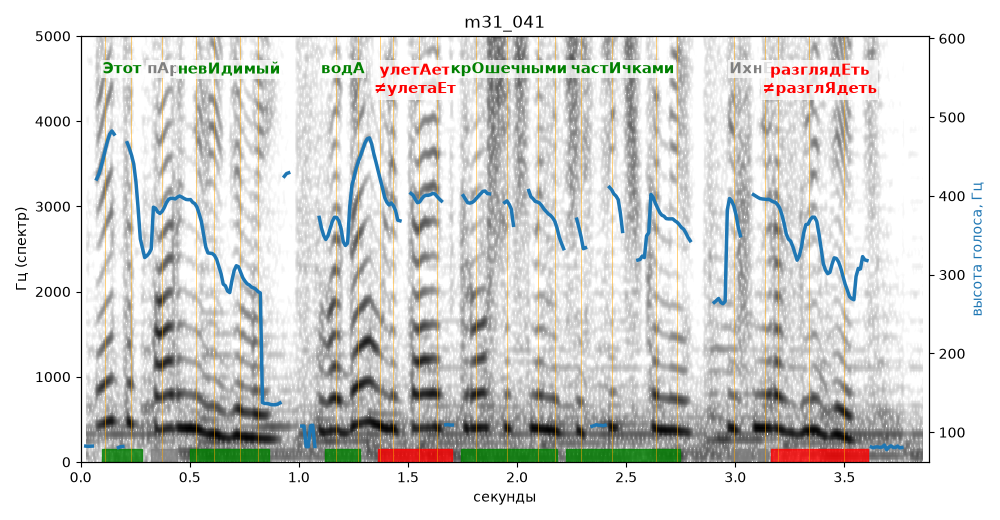 m31_041
5000
4000
3000
2000
1000
0
Гц (спектр)
600
500
400
300
200
100
высота голоса, Гц
Этот пАр невИдимый водА улетАет крОшечными частИчками Ихн разглядЕть
≠улетаЕт ≠разглЯдеть
0.0 0.5 1.0 1.5 2.0 2.5 3.0 3.5
секунды